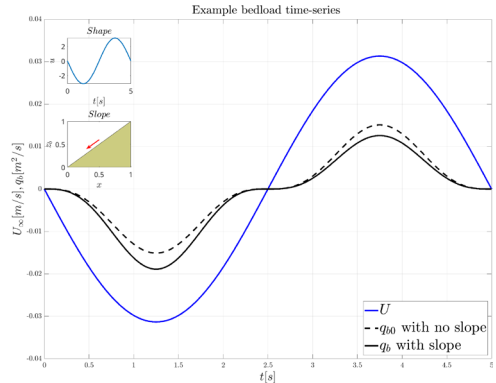 Example bedload time-series
0.04
0.03
0.02
0.01
0
-0.01
-0.02
-0.03
-0.04
U∞[m/s], qb[m²/s]
0 0.5 1 1.5 2 2.5 3 3.5 4 4.5 5
t[s]
Shape
u
2
0
-2
0 5
t[s]
Slope
1
0.5
0
0 0.5 1
x
U
qb0 with no slope
qb with slope